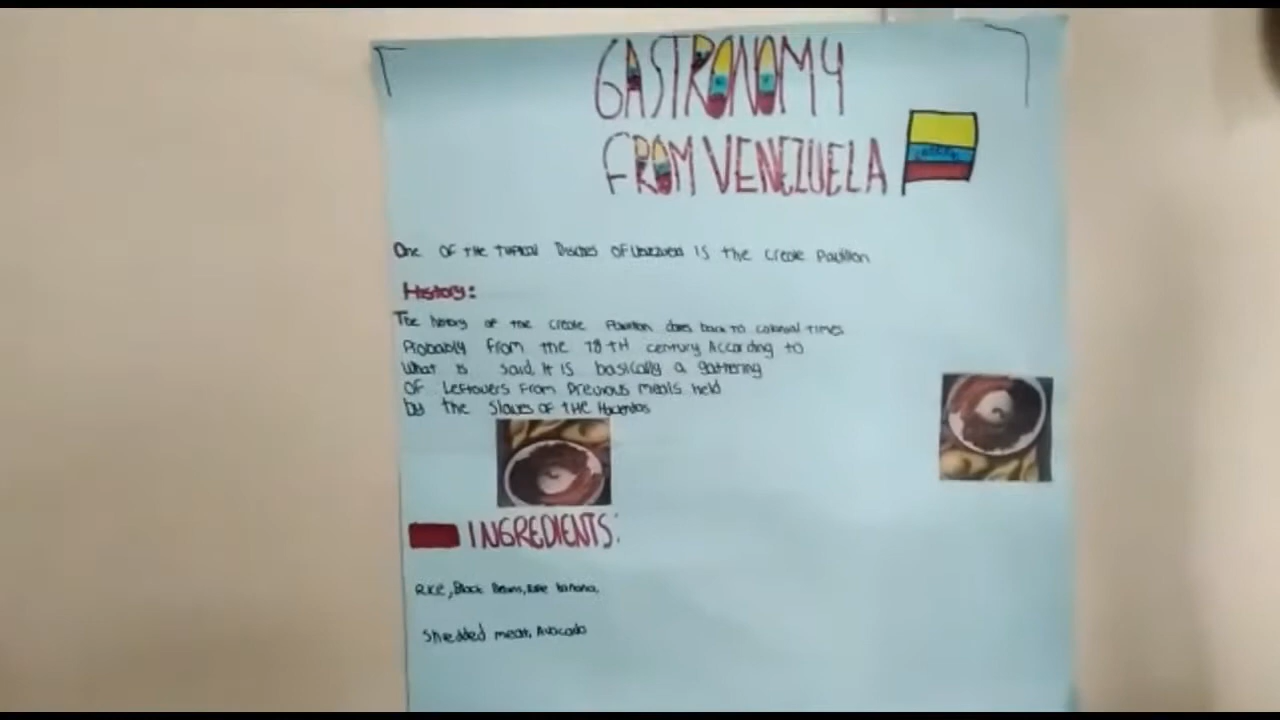 GASTRONOMY
FROM VENEZUELA
One OF THE TYPICAL Disches OF is the creole Pavilion
History:
The history of the creole Pavilion dates back to colonial times
Probably from the 18 TH century According to
What is said, It is basically a gathering
OF Leftovers From Previous meals held
by the Slaves OF THE Haciendas
INGREDIENTS:
Rice, Black Beans, banana,
Shredded meat, Avocado